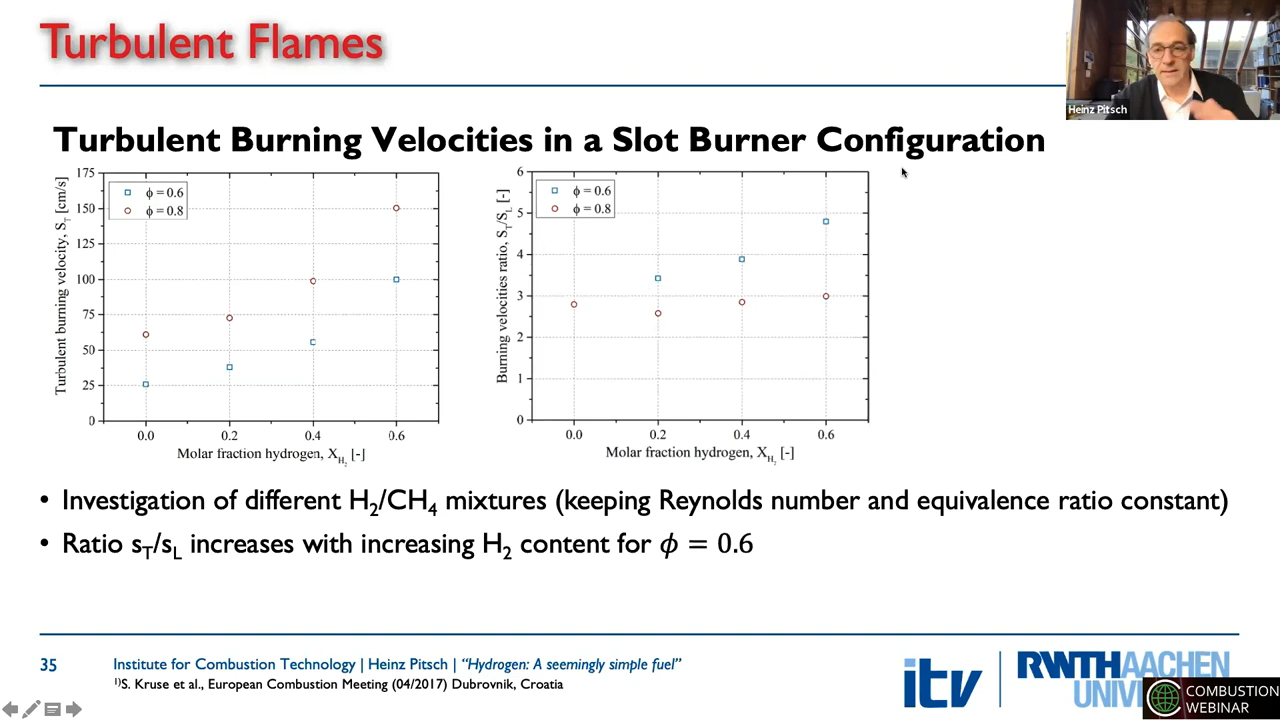 Turbulent Flames
Heinz Pitsch
Turbulent Burning Velocities in a Slot Burner Configuration
Turbulent burning velocity, S_T [cm/s]
175
150
125
100
75
50
25
0
ϕ = 0.6
ϕ = 0.8
0.0 0.2 0.4 0.6
Molar fraction hydrogen, X_H₂ [-]
Burning velocities ratio, S_T/S_L [-]
6
5
4
3
2
1
0
ϕ = 0.6
ϕ = 0.8
0.0 0.2 0.4 0.6
Molar fraction hydrogen, X_H₂ [-]
• Investigation of different H₂/CH₄ mixtures (keeping Reynolds number and equivalence ratio constant)
• Ratio s_T/s_L increases with increasing H₂ content for ϕ = 0.6
35 Institute for Combustion Technology | Heinz Pitsch | “Hydrogen: A seemingly simple fuel”
¹⁾S. Kruse et al., European Combustion Meeting (04/2017) Dubrovnik, Croatia
itv
RWTHAACHEN
UNIV
COMBUSTION
WEBINAR